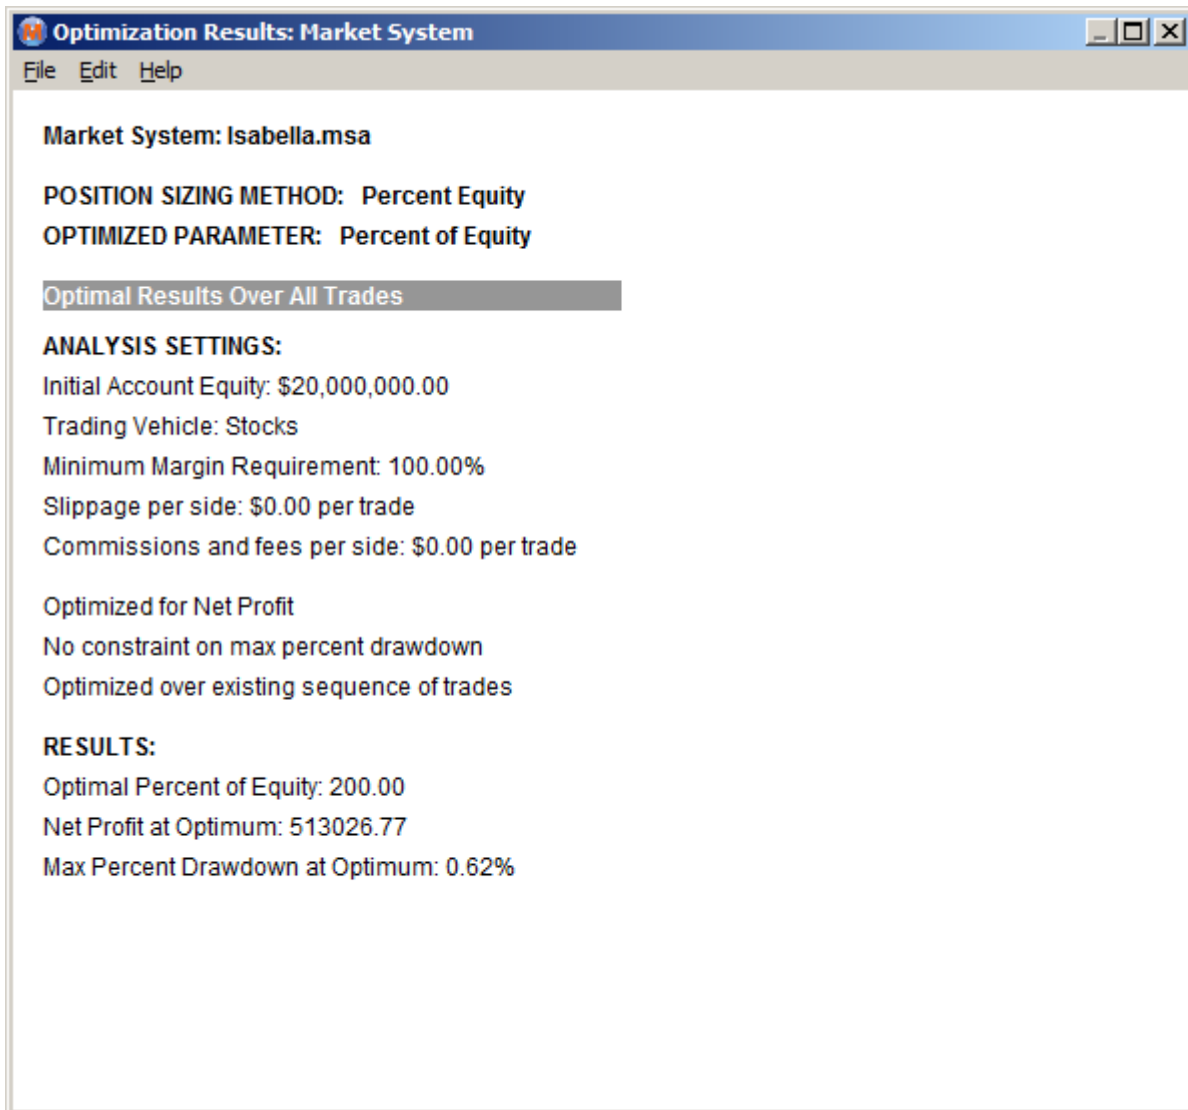 Optimization Results: Market System
File Edit Help
Market System: Isabella.msa
POSITION SIZING METHOD: Percent Equity
OPTIMIZED PARAMETER: Percent of Equity
Optimal Results Over All Trades
ANALYSIS SETTINGS:
Initial Account Equity: $20,000,000.00
Trading Vehicle: Stocks
Minimum Margin Requirement: 100.00%
Slippage per side: $0.00 per trade
Commissions and fees per side: $0.00 per trade
Optimized for Net Profit
No constraint on max percent drawdown
Optimized over existing sequence of trades
RESULTS:
Optimal Percent of Equity: 200.00
Net Profit at Optimum: 513026.77
Max Percent Drawdown at Optimum: 0.62%